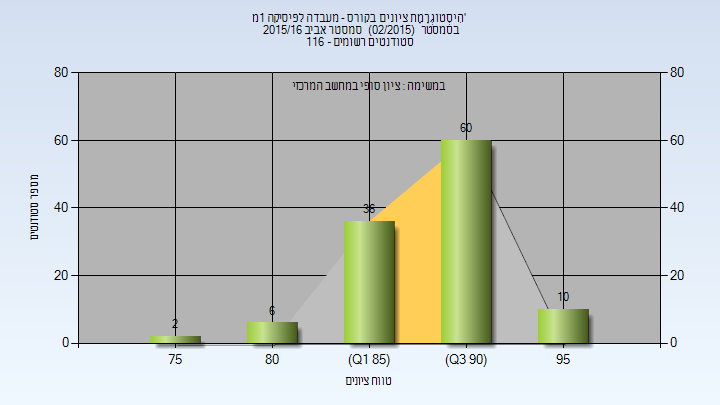 היסטוגרמת ציונים בקורס - מעבדה לפיסיקה 1מ'
בסמסטר (02/2015) סמסטר אביב 2015/16
סטודנטים רשומים - 116
במשימה : ציון סופי במחשב המרכזי
80
60
40
20
0
80
60
40
20
0
מספר סטודנטים
2
6
36
60
10
75
80
(Q1 85)
(Q3 90)
95
טווח ציונים